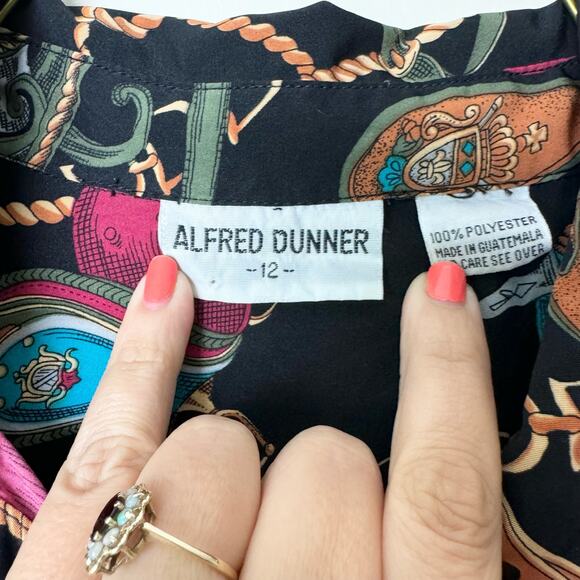 ALFRED DUNNER
-12-
100% POLYESTER
MADE IN GUATEMALA
CARE SEE OVER